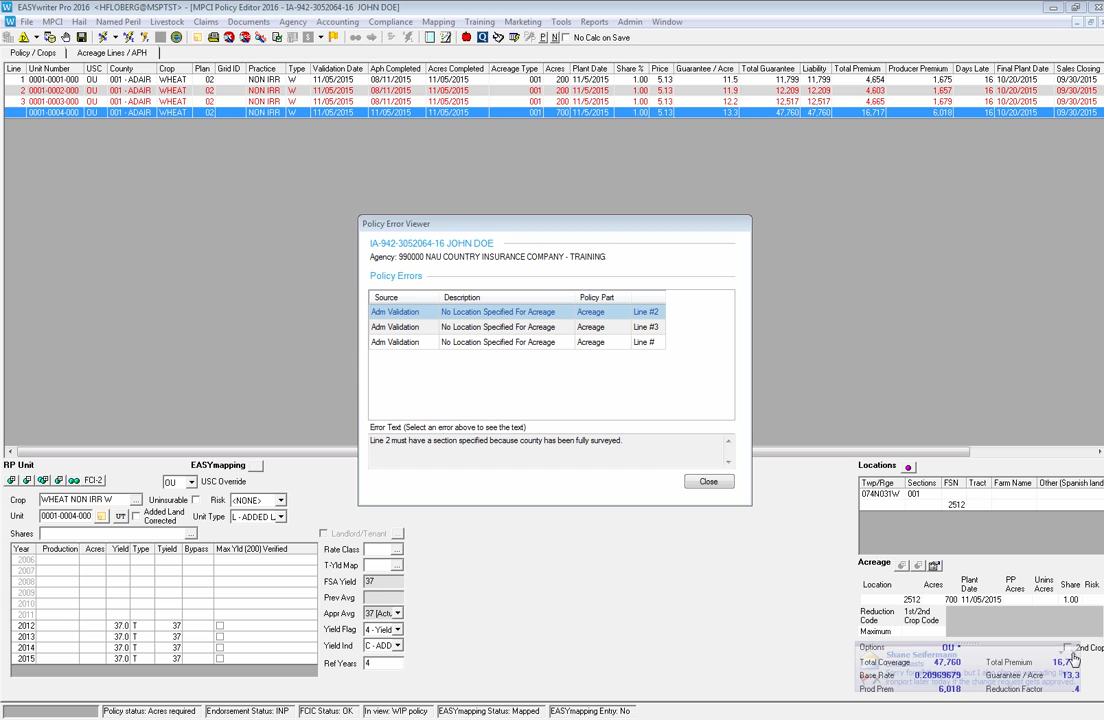 EASYwriter Pro 2016 <HFLOBERG@MSPTST> - [MPCI Policy Editor 2016 - IA-942-3052064-16 JOHN DOE]
File MPCI Hail Named Peril Livestock Claims Documents Agency Accounting Compliance Mapping Training Marketing Tools Reports Admin Window
P N No Calc on Save
Policy / Crops Acreage Lines / APH
Line Unit Number USC County Crop Plan Grid ID Practice Type Validation Date Aph Completed Acres Completed Acreage Type Acres Plant Date Share % Price Guarantee / Acre Total Guarantee Liability Total Premium Producer Premium Days Late Final Plant Date Sales Closing
1 0001-0001-000 OU 001 - ADAIR WHEAT 02 NON IRR W 11/05/2015 08/11/2015 11/05/2015 001 200 11/5/2015 1.00 5.13 11.5 11,799 11,799 4,654 1,675 16 10/20/2015 09/30/2015
2 0001-0002-000 OU 001 - ADAIR WHEAT 02 NON IRR W 11/05/2015 08/11/2015 11/05/2015 001 200 11/5/2015 1.00 5.13 11.9 12,209 12,209 4,603 1,657 16 10/20/2015 09/30/2015
3 0001-0003-000 OU 001 - ADAIR WHEAT 02 NON IRR W 11/05/2015 08/11/2015 11/05/2015 001 200 11/5/2015 1.00 5.13 12.2 12,517 12,517 4,665 1,679 16 10/20/2015 09/30/2015
0001-0004-000 OU 001 - ADAIR WHEAT 02 NON IRR W 11/05/2015 11/05/2015 11/05/2015 001 700 11/5/2015 1.00 5.13 13.3 47,760 47,760 16,717 6,018 16 10/20/2015 09/30/2015
Policy Error Viewer
IA-942-3052064-16 JOHN DOE
Agency: 990000 NAU COUNTRY INSURANCE COMPANY - TRAINING
Policy Errors
Source Description Policy Part
Adm Validation No Location Specified For Acreage Acreage Line #2
Adm Validation No Location Specified For Acreage Acreage Line #3
Adm Validation No Location Specified For Acreage Acreage Line #
Error Text (Select an error above to see the text)
Line 2 must have a section specified because county has been fully surveyed.
Close
RP Unit EASYmapping
FCI-2 OU USC Override
Crop WHEAT NON IRR W ... Uninsurable Risk <NONE>
Unit 0001-0004-000 UT Added Land Corrected Unit Type L - ADDED L
Shares ...
Year Production Acres Yield Type Tyield Bypass Max Yld (200) Verified
2006
2007
2008
2009
2010
2011
2012 37.0 T 37
2013 37.0 T 37
2014 37.0 T 37
2015 37.0 T 37
Landlord/Tenant ...
Rate Class ...
T-Yld Map ...
FSA Yield 37
Prev Avg
Appr Avg 37 (Actu
Yield Flag 4 - Yield
Yield Ind C - ADD
Ref Years 4
Locations
Twp/Rge Sections FSN Tract Farm Name Other (Spanish land
074N031W 001
2512
Acreage
Location Acres Plant Date PP Acres Unins Acres Share Risk
2512 700 11/05/2015 1.00
Reduction Code 1st/2nd Crop Code
Maximum
Options OU * 2nd Crop
Shane Seifermann
Total Coverage 47,760 Total Premium 16,7
Base Rate 0.20969679 Guarantee / Acre 13.3
Prod Prem 6,018 Reduction Factor .4
Policy status: Acres required Endorsement Status: INP FCIC Status: OK In view: WIP policy EASYmapping Status: Mapped EASYmapping Entry: No